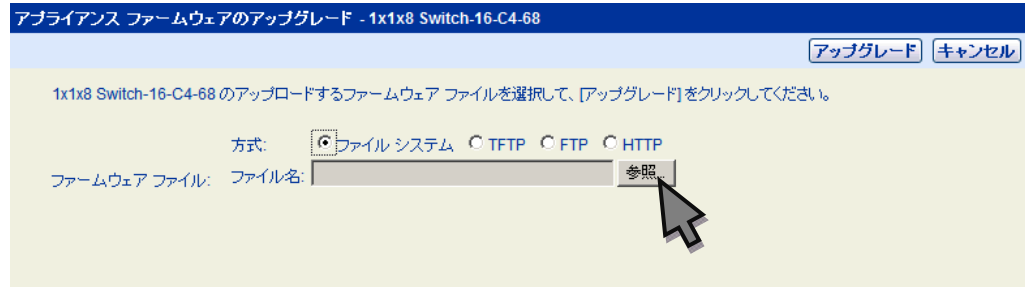 アプライアンス ファームウェアのアップグレード - 1x1x8 Switch-16-C4-68
アップグレード キャンセル
1x1x8 Switch-16-C4-68 のアップロードするファームウェア ファイルを選択して、[アップグレード] をクリックしてください。
方式: ファイル システム TFTP FTP HTTP
ファームウェア ファイル: ファイル名: 参照...